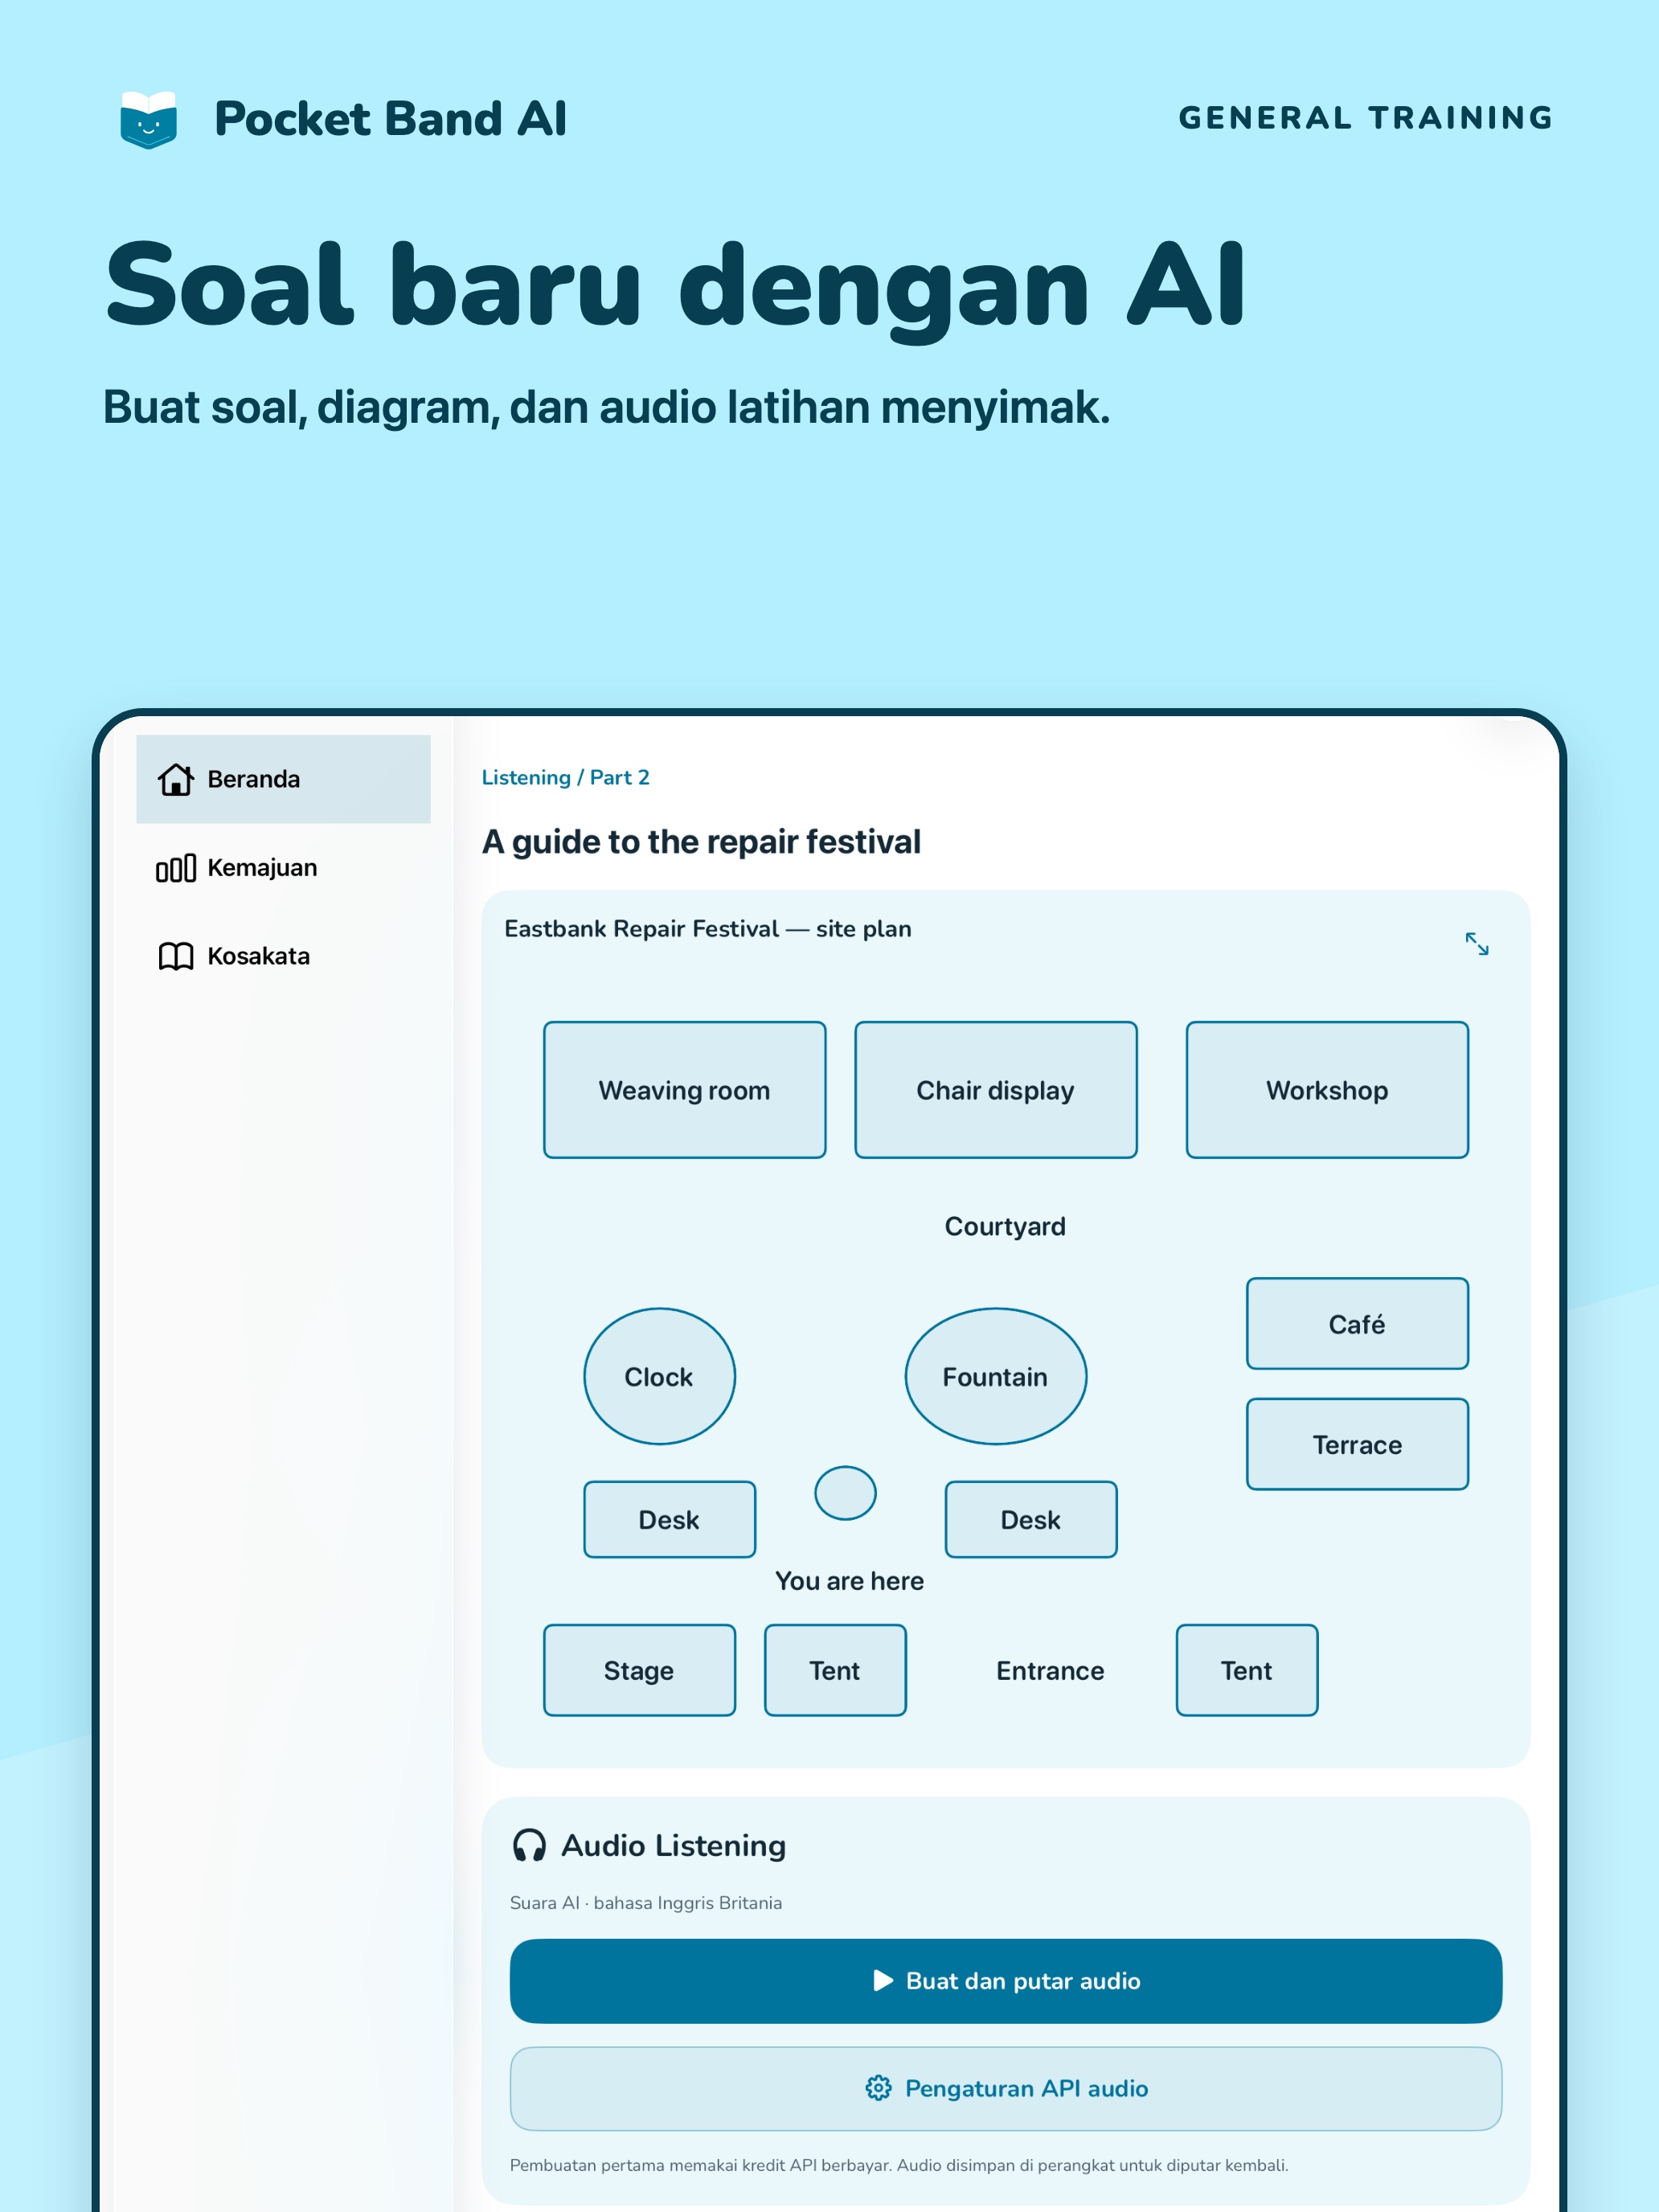 Pocket Band AI
GENERAL TRAINING
Soal baru dengan AI
Buat soal, diagram, dan audio latihan menyimak.
Beranda
Kemajuan
Kosakata
Listening / Part 2
A guide to the repair festival
Eastbank Repair Festival — site plan
Weaving room
Chair display
Workshop
Courtyard
Café
Clock
Fountain
Terrace
Desk
Desk
You are here
Stage
Tent
Entrance
Tent
Audio Listening
Suara AI · bahasa Inggris Britania
Buat dan putar audio
Pengaturan API audio
Pembuatan pertama memakai kredit API berbayar. Audio disimpan di perangkat untuk diputar kembali.